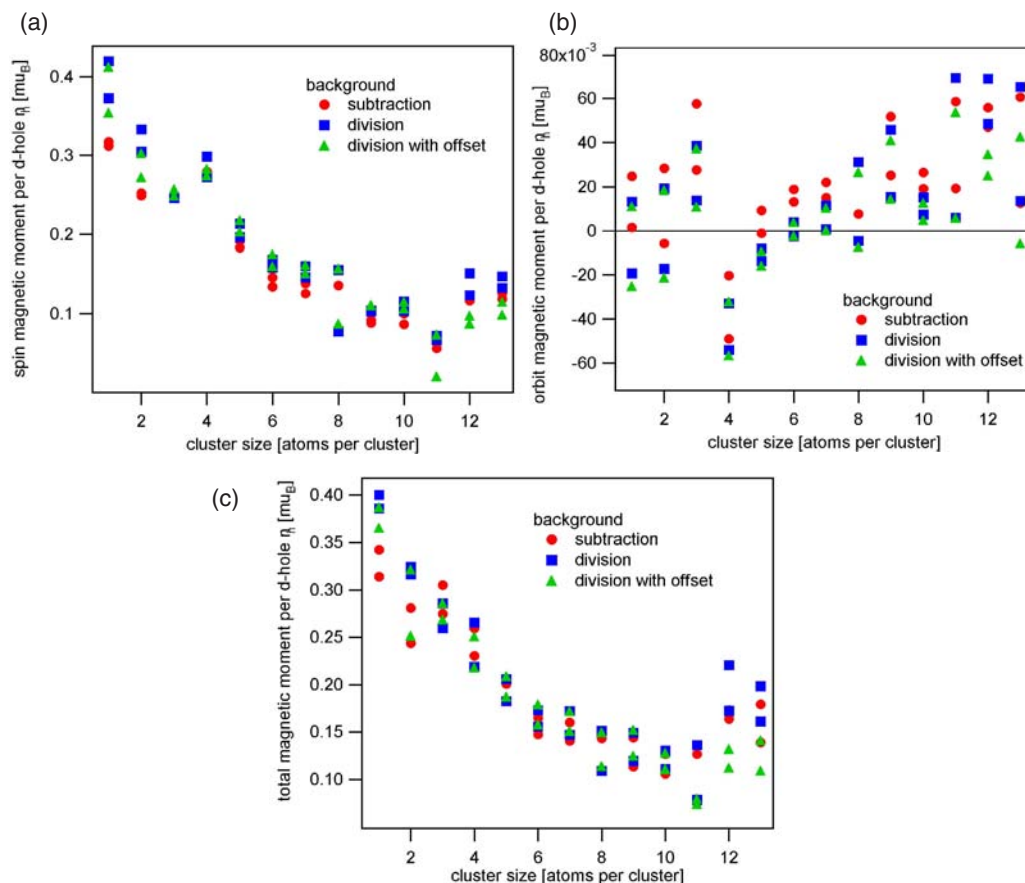 (a)
spin magnetic moment per d-hole η_h [mu_B]
0.4
0.3
0.2
0.1
background
subtraction
division
division with offset
2 4 6 8 10 12
cluster size [atoms per cluster]
(b)
orbit magnetic moment per d-hole η_h [mu_B]
80x10⁻³
60
40
20
0
-20
-40
-60
background
subtraction
division
division with offset
2 4 6 8 10 12
cluster size [atoms per cluster]
(c)
total magnetic moment per d-hole η_h [mu_B]
0.40
0.35
0.30
0.25
0.20
0.15
0.10
background
subtraction
division
division with offset
2 4 6 8 10 12
cluster size [atoms per cluster]